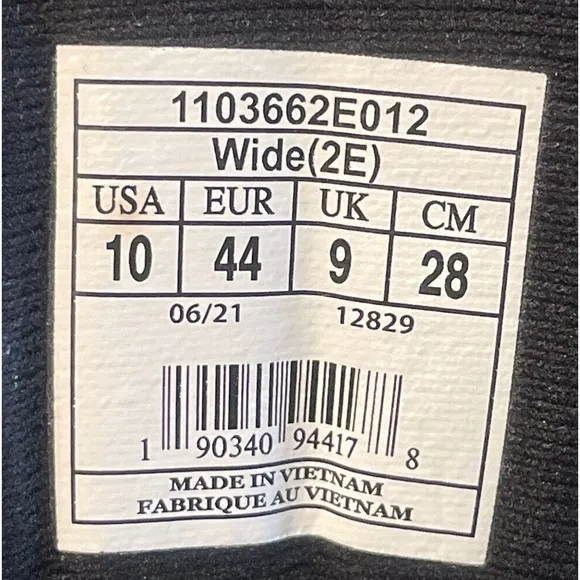 1103662E012
Wide(2E)
USA EUR UK CM
10 44 9 28
06/21 12829
1 90340 94417 8
MADE IN VIETNAM
FABRIQUE AU VIETNAM